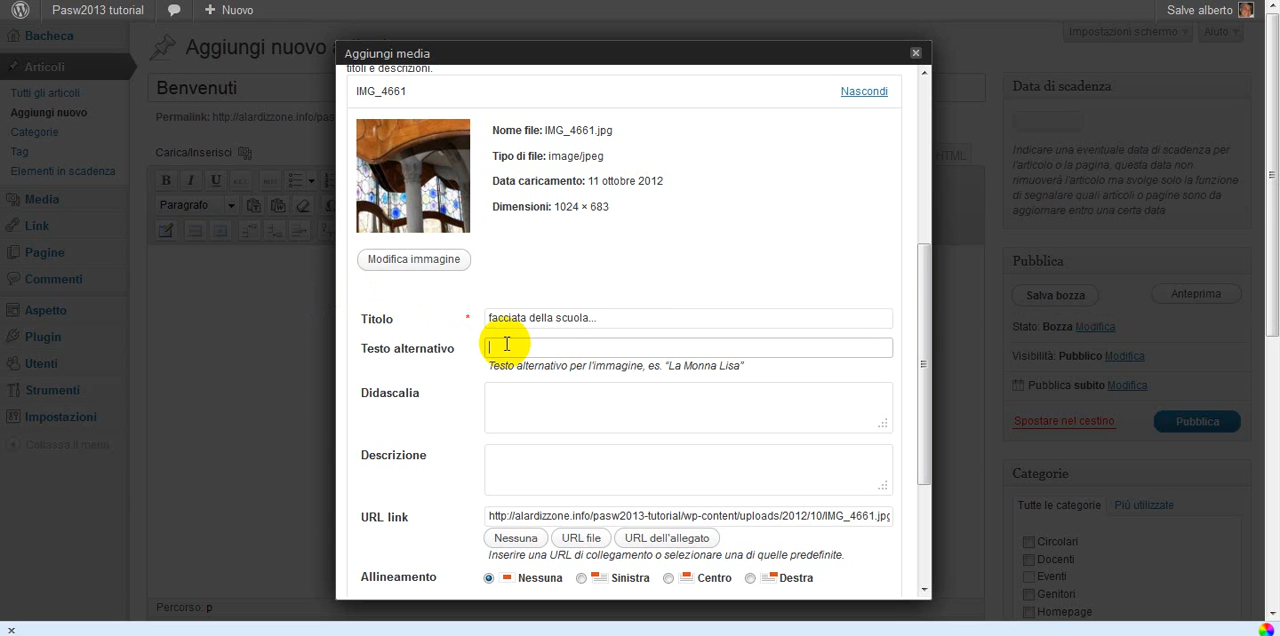 Pasw2013 tutorial
Nuovo
Salve alberto
Bacheca
Aggiungi nuovo
Impostazioni schermo
Aiuto
Articoli
Tutti gli articoli
Aggiungi nuovo
Categorie
Tag
Elementi in scadenza
Media
Link
Pagine
Commenti
Aspetto
Plugin
Utenti
Strumenti
Impostazioni
Collassa il menu
Benvenuti
Permalink: http://alardizzone.info/pas
Carica/Inserisci
HTML
B I U
Paragrafo
Percorso: p
Aggiungi media
titoli e descrizioni.
IMG_4661
Nascondi
Nome file: IMG_4661.jpg
Tipo di file: image/jpeg
Data caricamento: 11 ottobre 2012
Dimensioni: 1024 × 683
Modifica immagine
Titolo * facciata della scuola...
Testo alternativo
Testo alternativo per l'immagine, es. "La Monna Lisa"
Didascalia
Descrizione
URL link http://alardizzone.info/pasw2013-tutorial/wp-content/uploads/2012/10/IMG_4661.jpg
Nessuna URL file URL dell'allegato
Inserire una URL di collegamento o selezionare una di quelle predefinite.
Allineamento Nessuna Sinistra Centro Destra
Data di scadenza
Indicare una eventuale data di scadenza per
l'articolo o la pagina, questa data non
rimuoverà l'articolo ma svolge solo la funzione
di segnalare quali articoli o pagine sono da
aggiornare entro una certa data
Pubblica
Salva bozza
Anteprima
Stato: Bozza Modifica
Visibilità: Pubblico Modifica
Pubblica subito Modifica
Spostare nel cestino
Pubblica
Categorie
Tutte le categorie Più utilizzate
Circolari
Docenti
Eventi
Genitori
Homepage